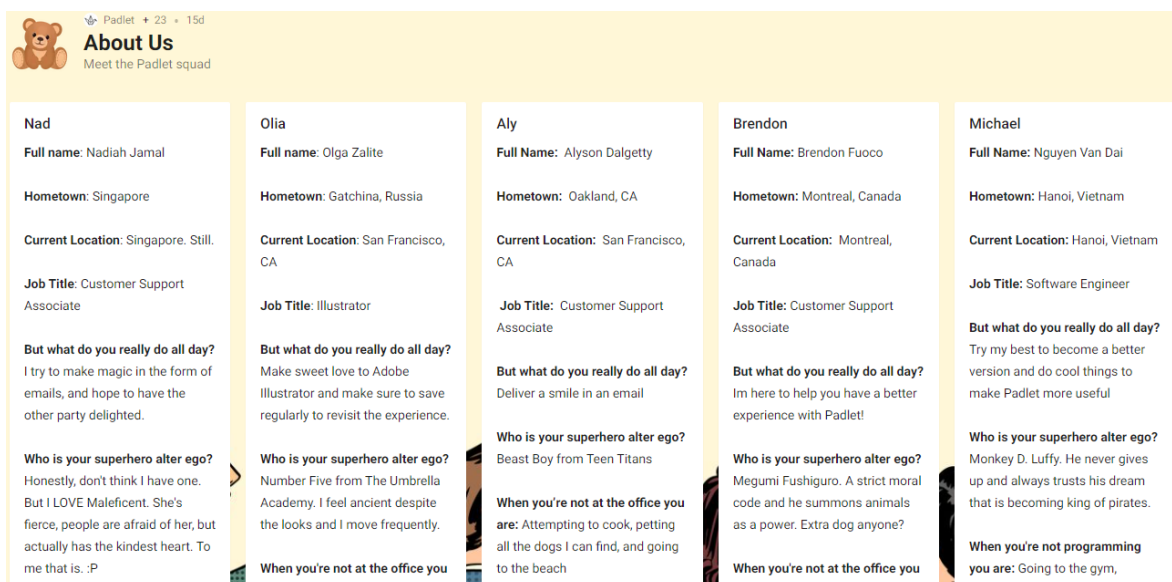 Padlet + 23 • 15d
About Us
Meet the Padlet squad
Nad
Full name: Nadiah Jamal
Hometown: Singapore
Current Location: Singapore. Still.
Job Title: Customer Support
Associate
But what do you really do all day?
I try to make magic in the form of
emails, and hope to have the
other party delighted.
Who is your superhero alter ego?
Honestly, don't think I have one.
But I LOVE Maleficent. She's
fierce, people are afraid of her, but
actually has the kindest heart. To
me that is. :P
Olia
Full name: Olga Zalite
Hometown: Gatchina, Russia
Current Location: San Francisco,
CA
Job Title: Illustrator
But what do you really do all day?
Make sweet love to Adobe
Illustrator and make sure to save
regularly to revisit the experience.
Who is your superhero alter ego?
Number Five from The Umbrella
Academy. I feel ancient despite
the looks and I move frequently.
When you're not at the office you
Aly
Full Name: Alyson Dalgetty
Hometown: Oakland, CA
Current Location: San Francisco,
CA
Job Title: Customer Support
Associate
But what do you really do all day?
Deliver a smile in an email
Who is your superhero alter ego?
Beast Boy from Teen Titans
When you're not at the office you
are: Attempting to cook, petting
all the dogs I can find, and going
to the beach
Brendon
Full Name: Brendon Fuoco
Hometown: Montreal, Canada
Current Location: Montreal,
Canada
Job Title: Customer Support
Associate
But what do you really do all day?
Im here to help you have a better
experience with Padlet!
Who is your superhero alter ego?
Megumi Fushiguro. A strict moral
code and he summons animals
as a power. Extra dog anyone?
When you're not at the office you
Michael
Full Name: Nguyen Van Dai
Hometown: Hanoi, Vietnam
Current Location: Hanoi, Vietnam
Job Title: Software Engineer
But what do you really do all day?
Try my best to become a better
version and do cool things to
make Padlet more useful
Who is your superhero alter ego?
Monkey D. Luffy. He never gives
up and always trusts his dream
that is becoming king of pirates.
When you're not programming
you are: Going to the gym,